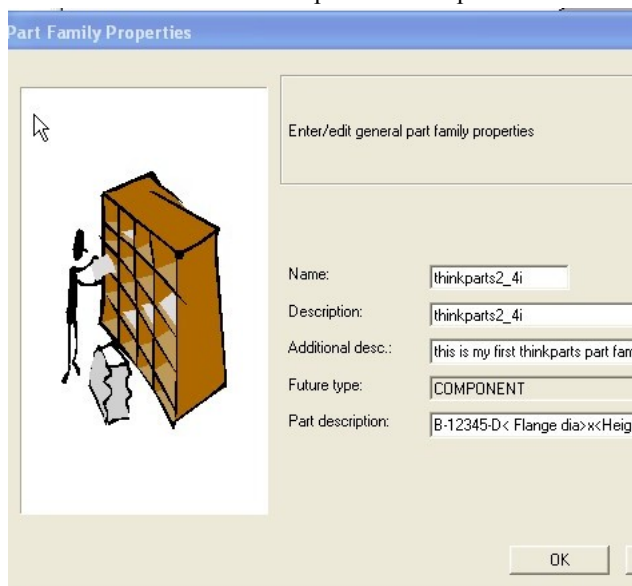 Part Family Properties
Enter/edit general part family properties
Name:
thinkparts2_4i
Description:
thinkparts2_4i
Additional desc.:
this is my first thinkparts part fam
Future type:
COMPONENT
Part description:
B-12345-D< Flange dia>x<Heig
OK